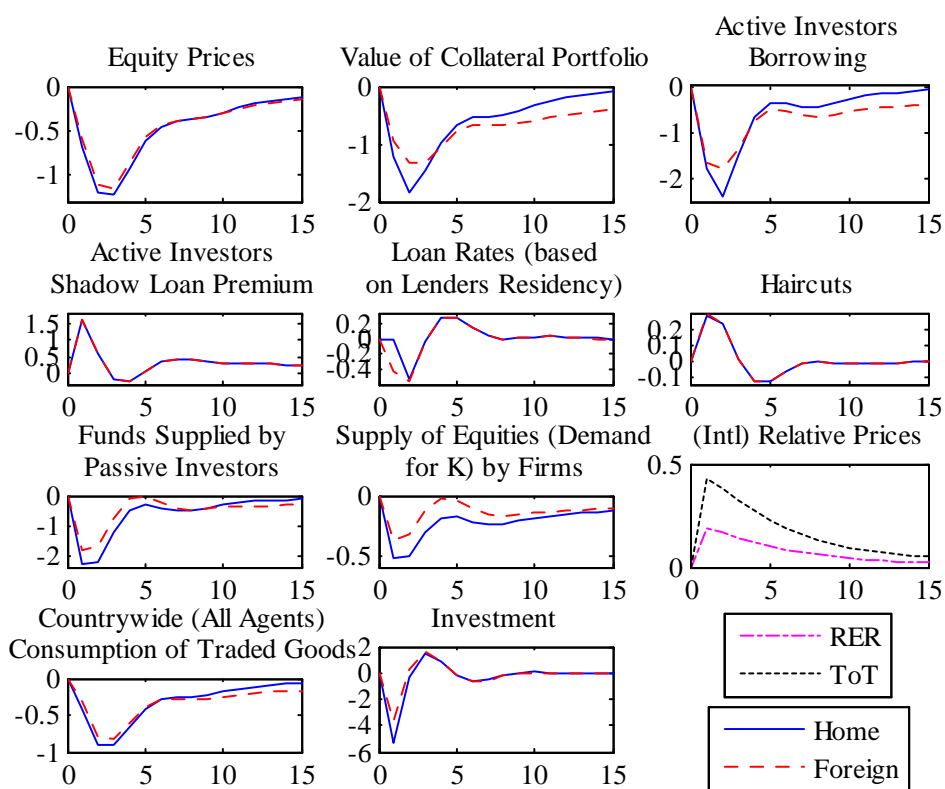 Equity Prices
0
-0.5
-1
0 5 10 15
Value of Collateral Portfolio
0
-1
-2
0 5 10 15
Active Investors
Borrowing
0
-1
-2
0 5 10 15
Active Investors
Shadow Loan Premium
1.5
1
0.5
0
0 5 10 15
Loan Rates (based
on Lenders Residency)
0.2
0
-0.2
-0.4
0 5 10 15
Haircuts
0.2
0.1
0
-0.1
0 5 10 15
Funds Supplied by
Passive Investors
0
-1
-2
0 5 10 15
Supply of Equities (Demand
for K) by Firms
0
-0.5
0 5 10 15
(Intl) Relative Prices
0.5
0
0 5 10 15
Countrywide (All Agents)
Consumption of Traded Goods
0
-0.5
-1
0 5 10 15
Investment
2
0
-2
-4
-6
0 5 10 15
RER
ToT
Home
Foreign